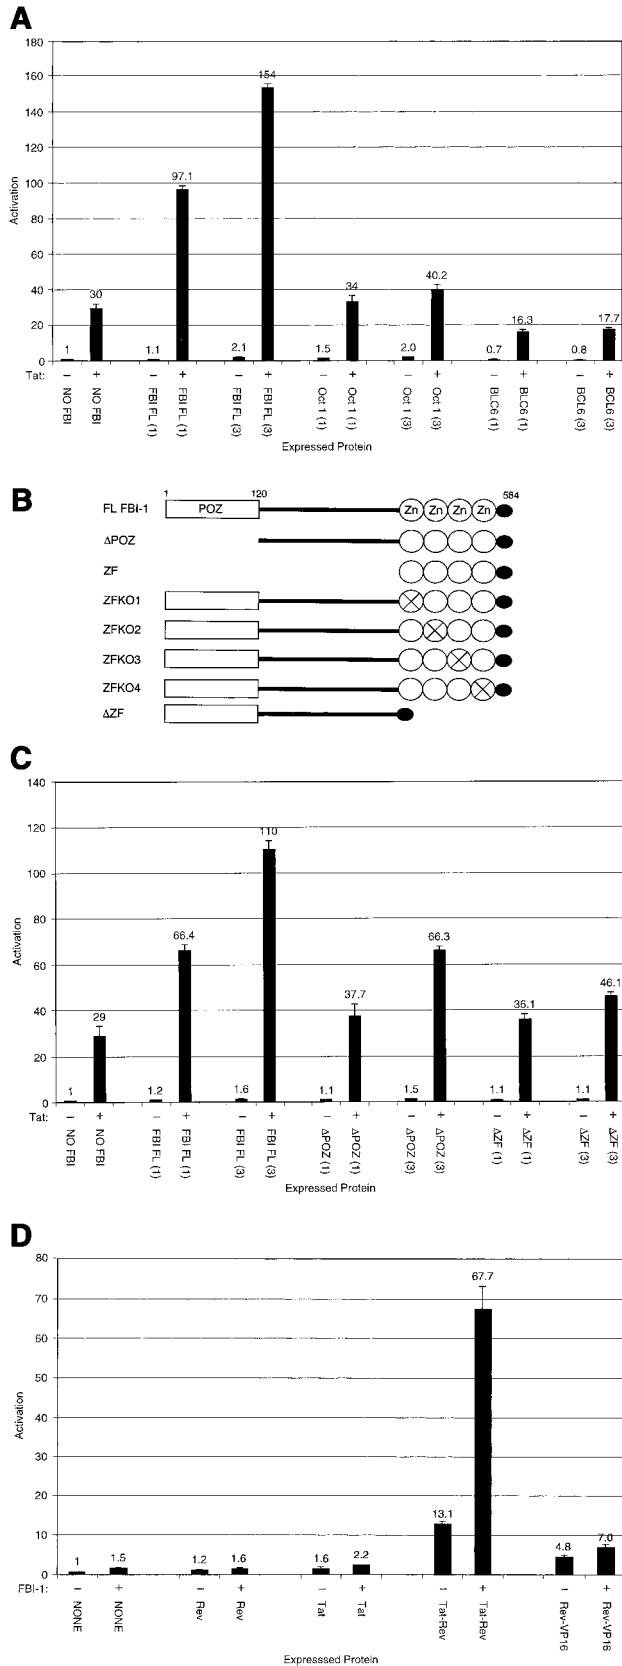 A
180
160
140
120
100
80
60
40
20
0
Activation
1
30
1.1
97.1
2.1
154
1.5
34
2.0
40.2
0.7
16.3
0.8
17.7
Tat: – + – + – + – + – + – + – +
NO FBI
NO FBI
FBI FL (1)
FBI FL (1)
FBI FL (3)
FBI FL (3)
Oct 1 (1)
Oct 1 (1)
Oct 1 (3)
Oct 1 (3)
BLC6 (1)
BLC6 (1)
BCL6 (3)
BCL6 (3)
Expressed Protein
B
1 120 584
FL FBI-1 POZ Zn Zn Zn Zn
ΔPOZ
ZF
ZFKO1
ZFKO2
ZFKO3
ZFKO4
ΔZF
C
140
120
100
80
60
40
20
0
Activation
1
29
1.2
66.4
1.6
110
1.1
37.7
1.5
66.3
1.1
36.1
1.1
46.1
Tat: – + – + – + – + – + – + – +
NO FBI
NO FBI
FBI FL (1)
FBI FL (1)
FBI FL (3)
FBI FL (3)
ΔPOZ (1)
ΔPOZ (1)
ΔPOZ (3)
ΔPOZ (3)
ΔZF (1)
ΔZF (1)
ΔZF (3)
ΔZF (3)
Expressed Protein
D
80
70
60
50
40
30
20
10
0
Activation
1
1.5
1.2
1.6
1.6
2.2
13.1
67.7
4.8
7.0
FBI-1: – + – + – + – + – +
NONE
NONE
Rev
Rev
Tat
Tat
Tat-Rev
Tat-Rev
Rev-VP16
Rev-VP16
Expresssed Protein